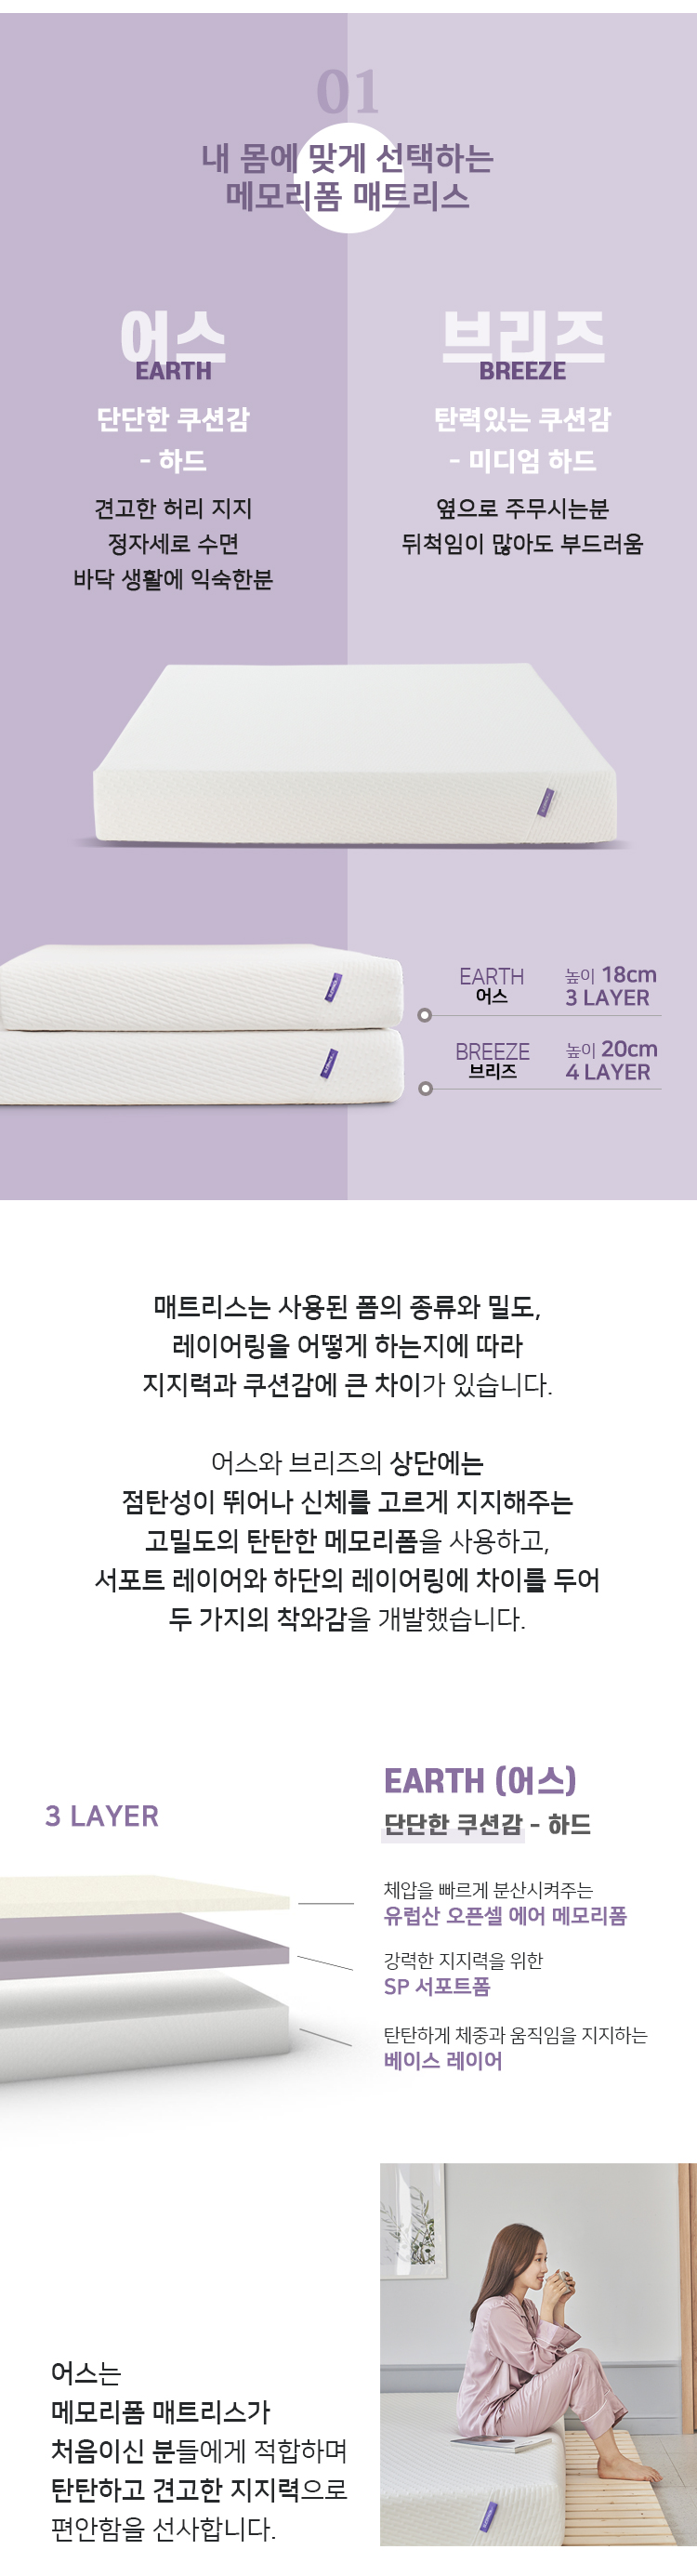 01
내 몸에 맞게 선택하는
메모리폼 매트리스
어스
EARTH
단단한 쿠션감
- 하드
견고한 허리 지지
정자세로 수면
바닥 생활에 익숙한분
브리즈
BREEZE
탄력있는 쿠션감
- 미디엄 하드
옆으로 주무시는분
뒤척임이 많아도 부드러움
EARTH
어스
높이 18cm
3 LAYER
BREEZE
브리즈
높이 20cm
4 LAYER
매트리스는 사용된 폼의 종류와 밀도,
레이어링을 어떻게 하는지에 따라
지지력과 쿠션감에 큰 차이가 있습니다.
어스와 브리즈의 상단에는
점탄성이 뛰어나 신체를 고르게 지지해주는
고밀도의 탄탄한 메모리폼을 사용하고,
서포트 레이어와 하단의 레이어링에 차이를 두어
두 가지의 착와감을 개발했습니다.
3 LAYER
EARTH (어스)
단단한 쿠션감 - 하드
체압을 빠르게 분산시켜주는
유럽산 오픈셀 에어 메모리폼
강력한 지지력을 위한
SP 서포트폼
탄탄하게 체중과 움직임을 지지하는
베이스 레이어
어스는
메모리폼 매트리스가
처음이신 분들에게 적합하며
탄탄하고 견고한 지지력으로
편안함을 선사합니다.